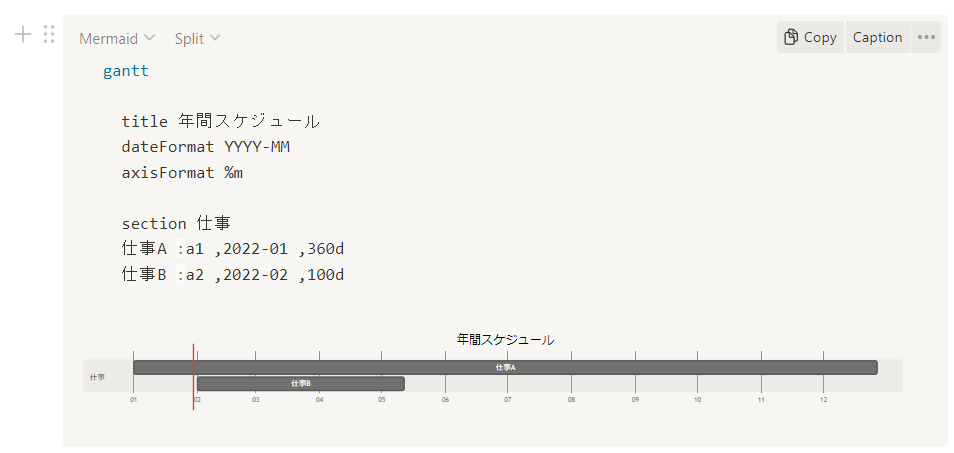 Mermaid Split Copy Caption
gantt
title 年間スケジュール
dateFormat YYYY-MM
axisFormat %m
section 仕事
仕事A :a1 ,2022-01 ,360d
仕事B :a2 ,2022-02 ,100d
年間スケジュール
仕事A
仕事
仕事B
01 02 03 04 05 06 07 08 09 10 11 12